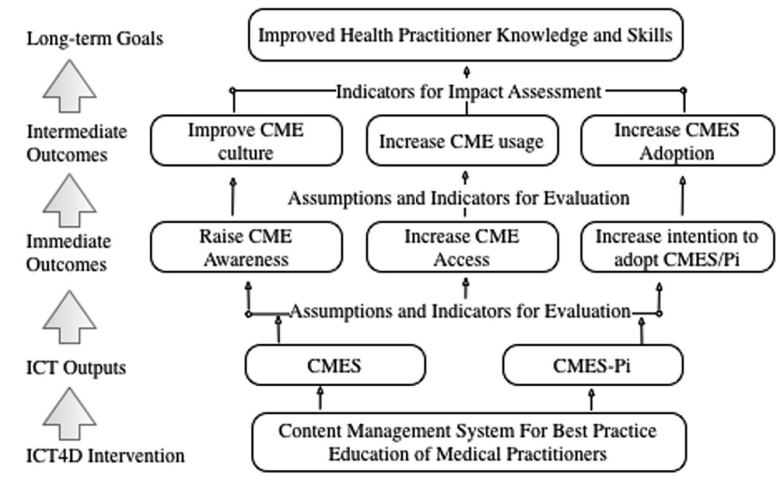 Long-term Goals
Improved Health Practitioner Knowledge and Skills
Indicators for Impact Assessment
Intermediate
Outcomes
Improve CME
culture
Increase CME usage
Increase CMES
Adoption
Assumptions and Indicators for Evaluation
Immediate
Outcomes
Raise CME
Awareness
Increase CME
Access
Increase intention to
adopt CMES/Pi
Assumptions and Indicators for Evaluation
ICT Outputs
CMES
CMES-Pi
ICT4D Intervention
Content Management System For Best Practice
Education of Medical Practitioners